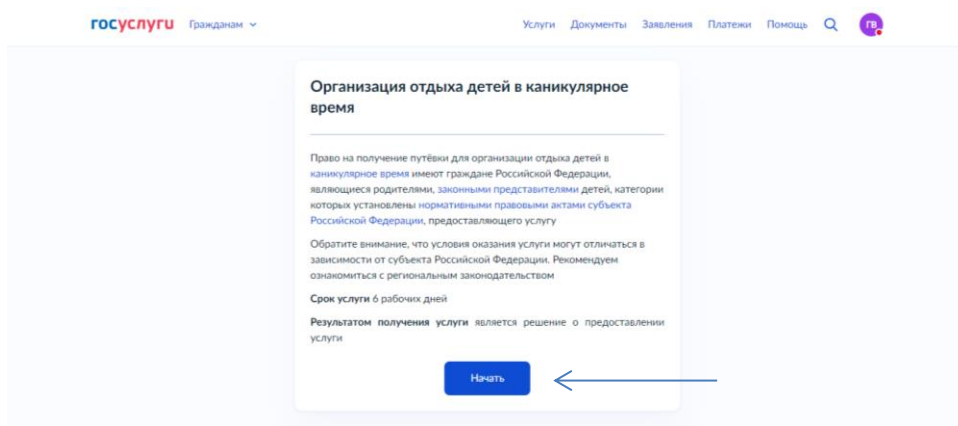 госуслуги Гражданам Услуги Документы Заявления Платежи Помощь ГВ
Организация отдыха детей в каникулярное
время
Право на получение путёвки для организации отдыха детей в
каникулярное время имеют граждане Российской Федерации,
являющиеся родителями, законными представителями детей, категории
которых установлены нормативными правовыми актами субъекта
Российской Федерации, предоставляющего услугу
Обратите внимание, что условия оказания услуги могут отличаться в
зависимости от субъекта Российской Федерации. Рекомендуем
ознакомиться с региональным законодательством
Срок услуги 6 рабочих дней
Результатом получения услуги является решение о предоставлении
услуги
Начать